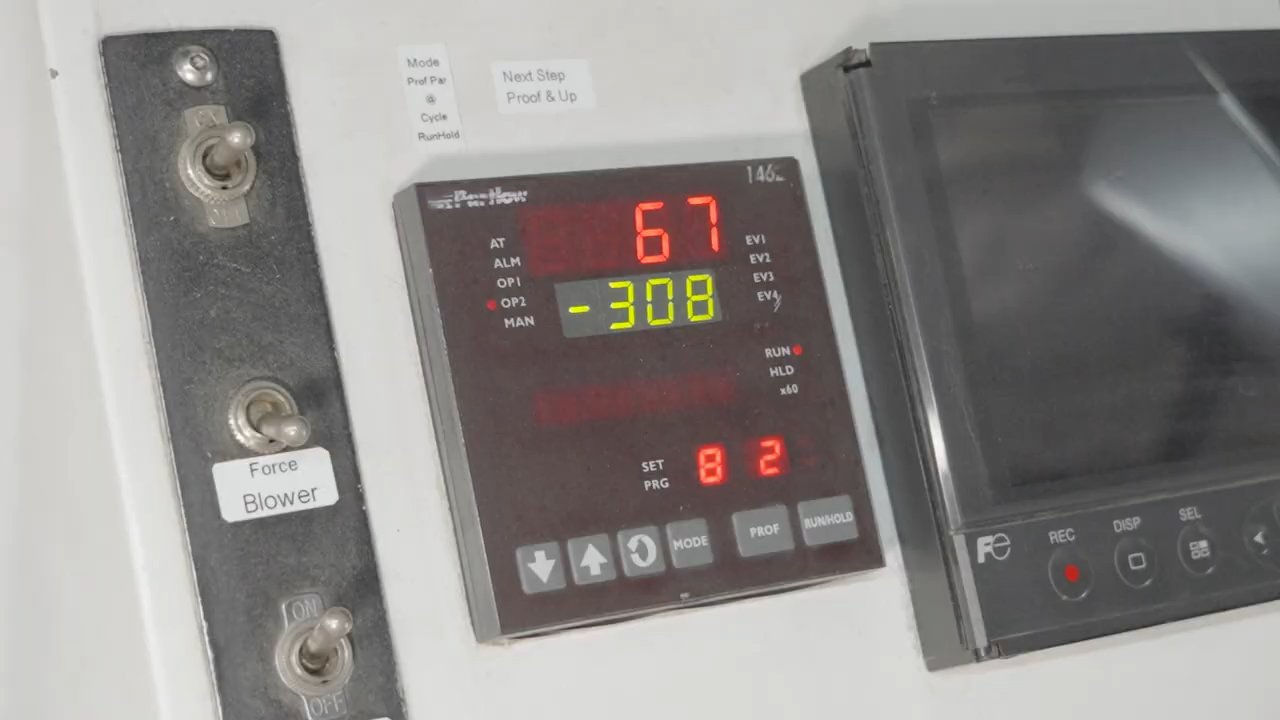 Mode
Prof Par
@
Cycle
RunHold
Next Step
Proof & Up
Partlow
1462
67
-308
AT
ALM
OP1
OP2
MAN
EV1
EV2
EV3
EV4
RUN
HLD
x60
SET
PRG
8 2
MODE
PROF
RUN/HOLD
Force
Blower
ON
OFF
Fe
REC
DISP
SEL